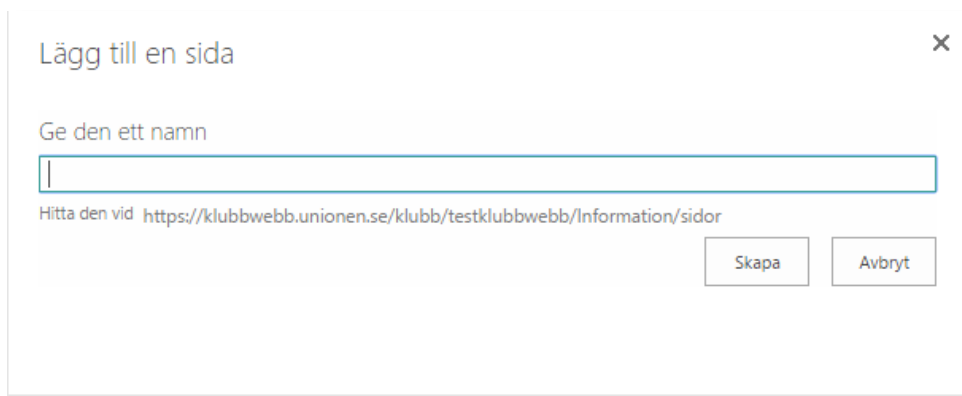 Lägg till en sida
Ge den ett namn
Hitta den vid https://klubbwebb.unionen.se/klubb/testklubbwebb/Information/sidor
Skapa Avbryt